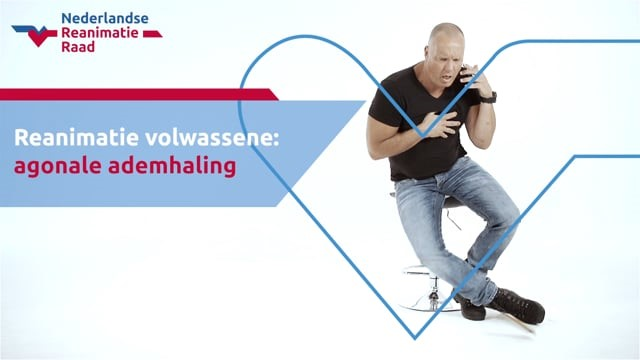 Nederlandse
Reanimatie
Raad
Reanimatie volwassene:
agonale ademhaling